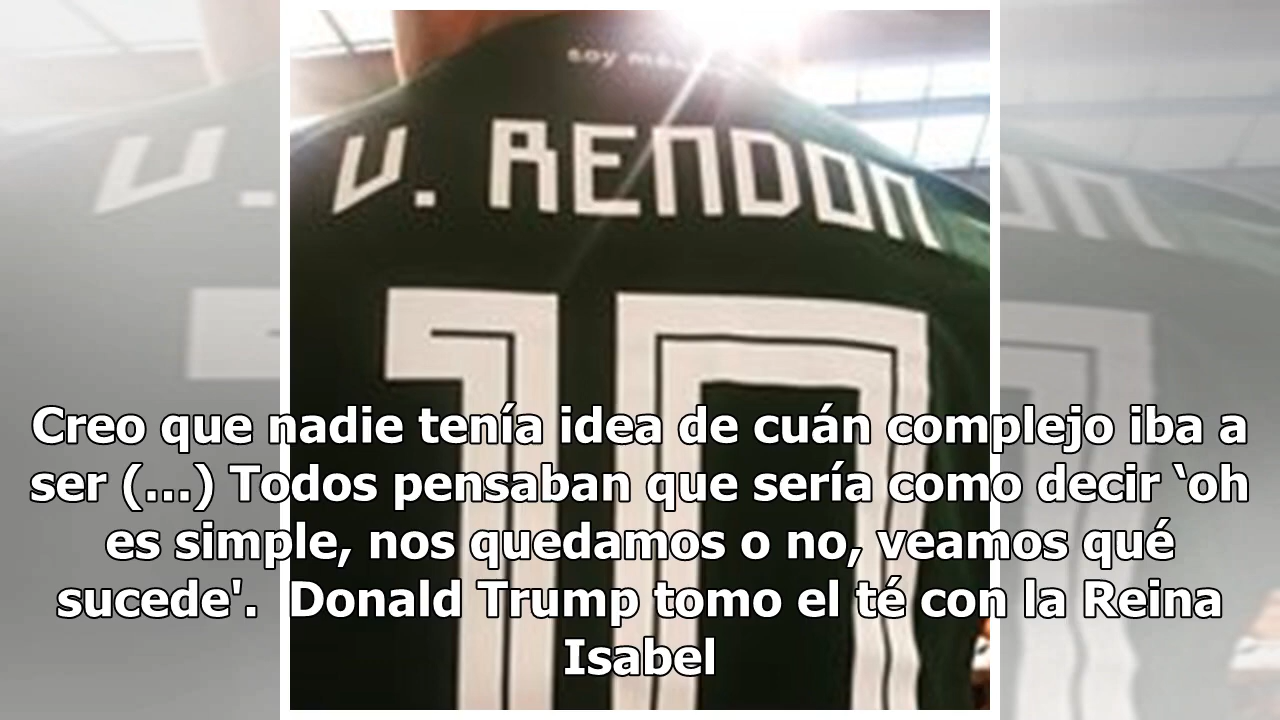 soy
V. RENDON
10
Creo que nadie tenía idea de cuán complejo iba a
ser (...) Todos pensaban que sería como decir ‘oh
es simple, nos quedamos o no, veamos qué
sucede'.  Donald Trump tomo el té con la Reina
Isabel